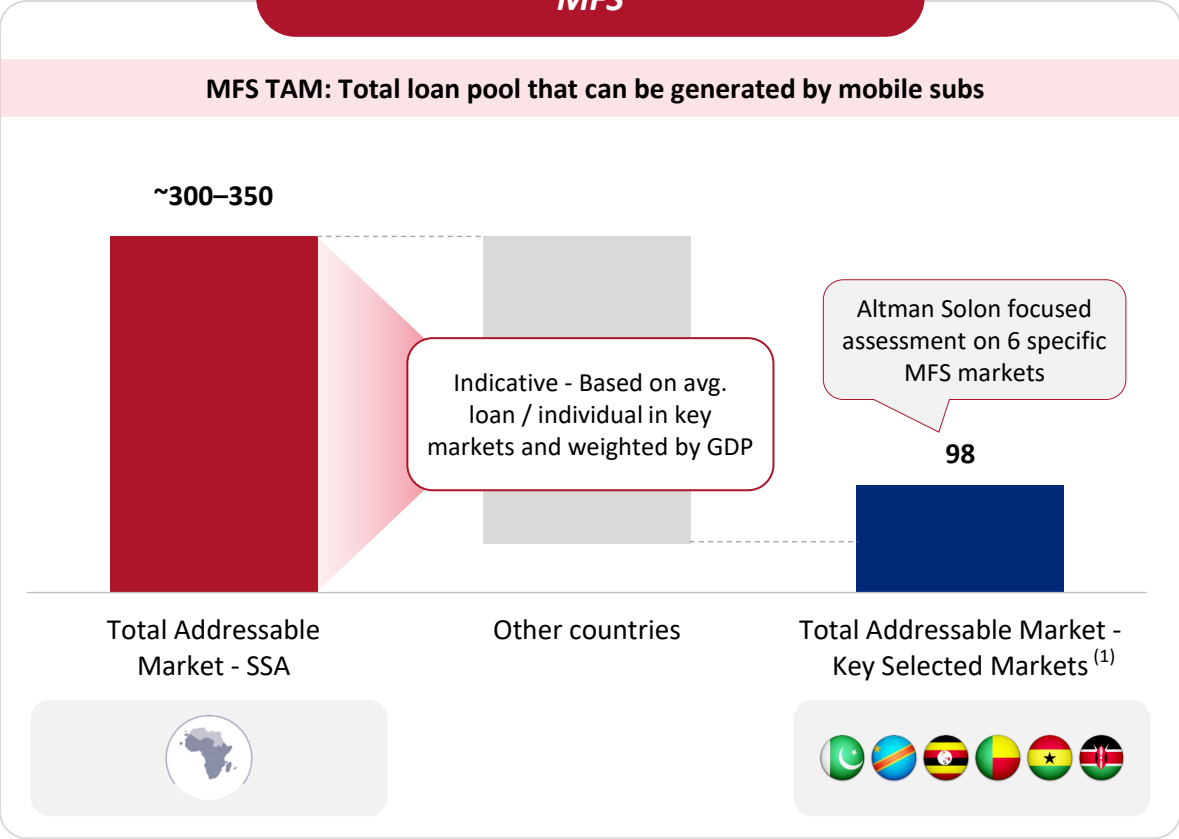 MFS
MFS TAM: Total loan pool that can be generated by mobile subs
~300–350
Altman Solon focused
assessment on 6 specific
MFS markets
Indicative - Based on avg.
loan / individual in key
markets and weighted by GDP
98
Total Addressable
Market - SSA
Other countries
Total Addressable Market -
Key Selected Markets (1)